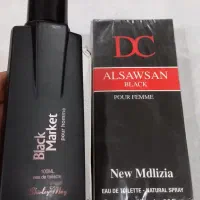 Black Market
pour homme
100ML
eau de toilette
DC
ALSAWSAN
BLACK
POUR FEMME
New Mdlizia
EAU DE TOILETTE - NATURAL SPRAY